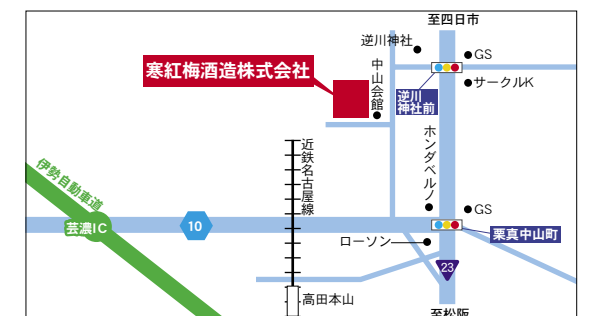 至四日市
逆川神社
GS
中山会館
寒紅梅酒造株式会社
サークルK
逆川
神社前
ホンダベルノ
近鉄名古屋線
伊勢自動車道
芸濃IC
10
GS
栗真中山町
ローソン
23
高田本山
至松阪